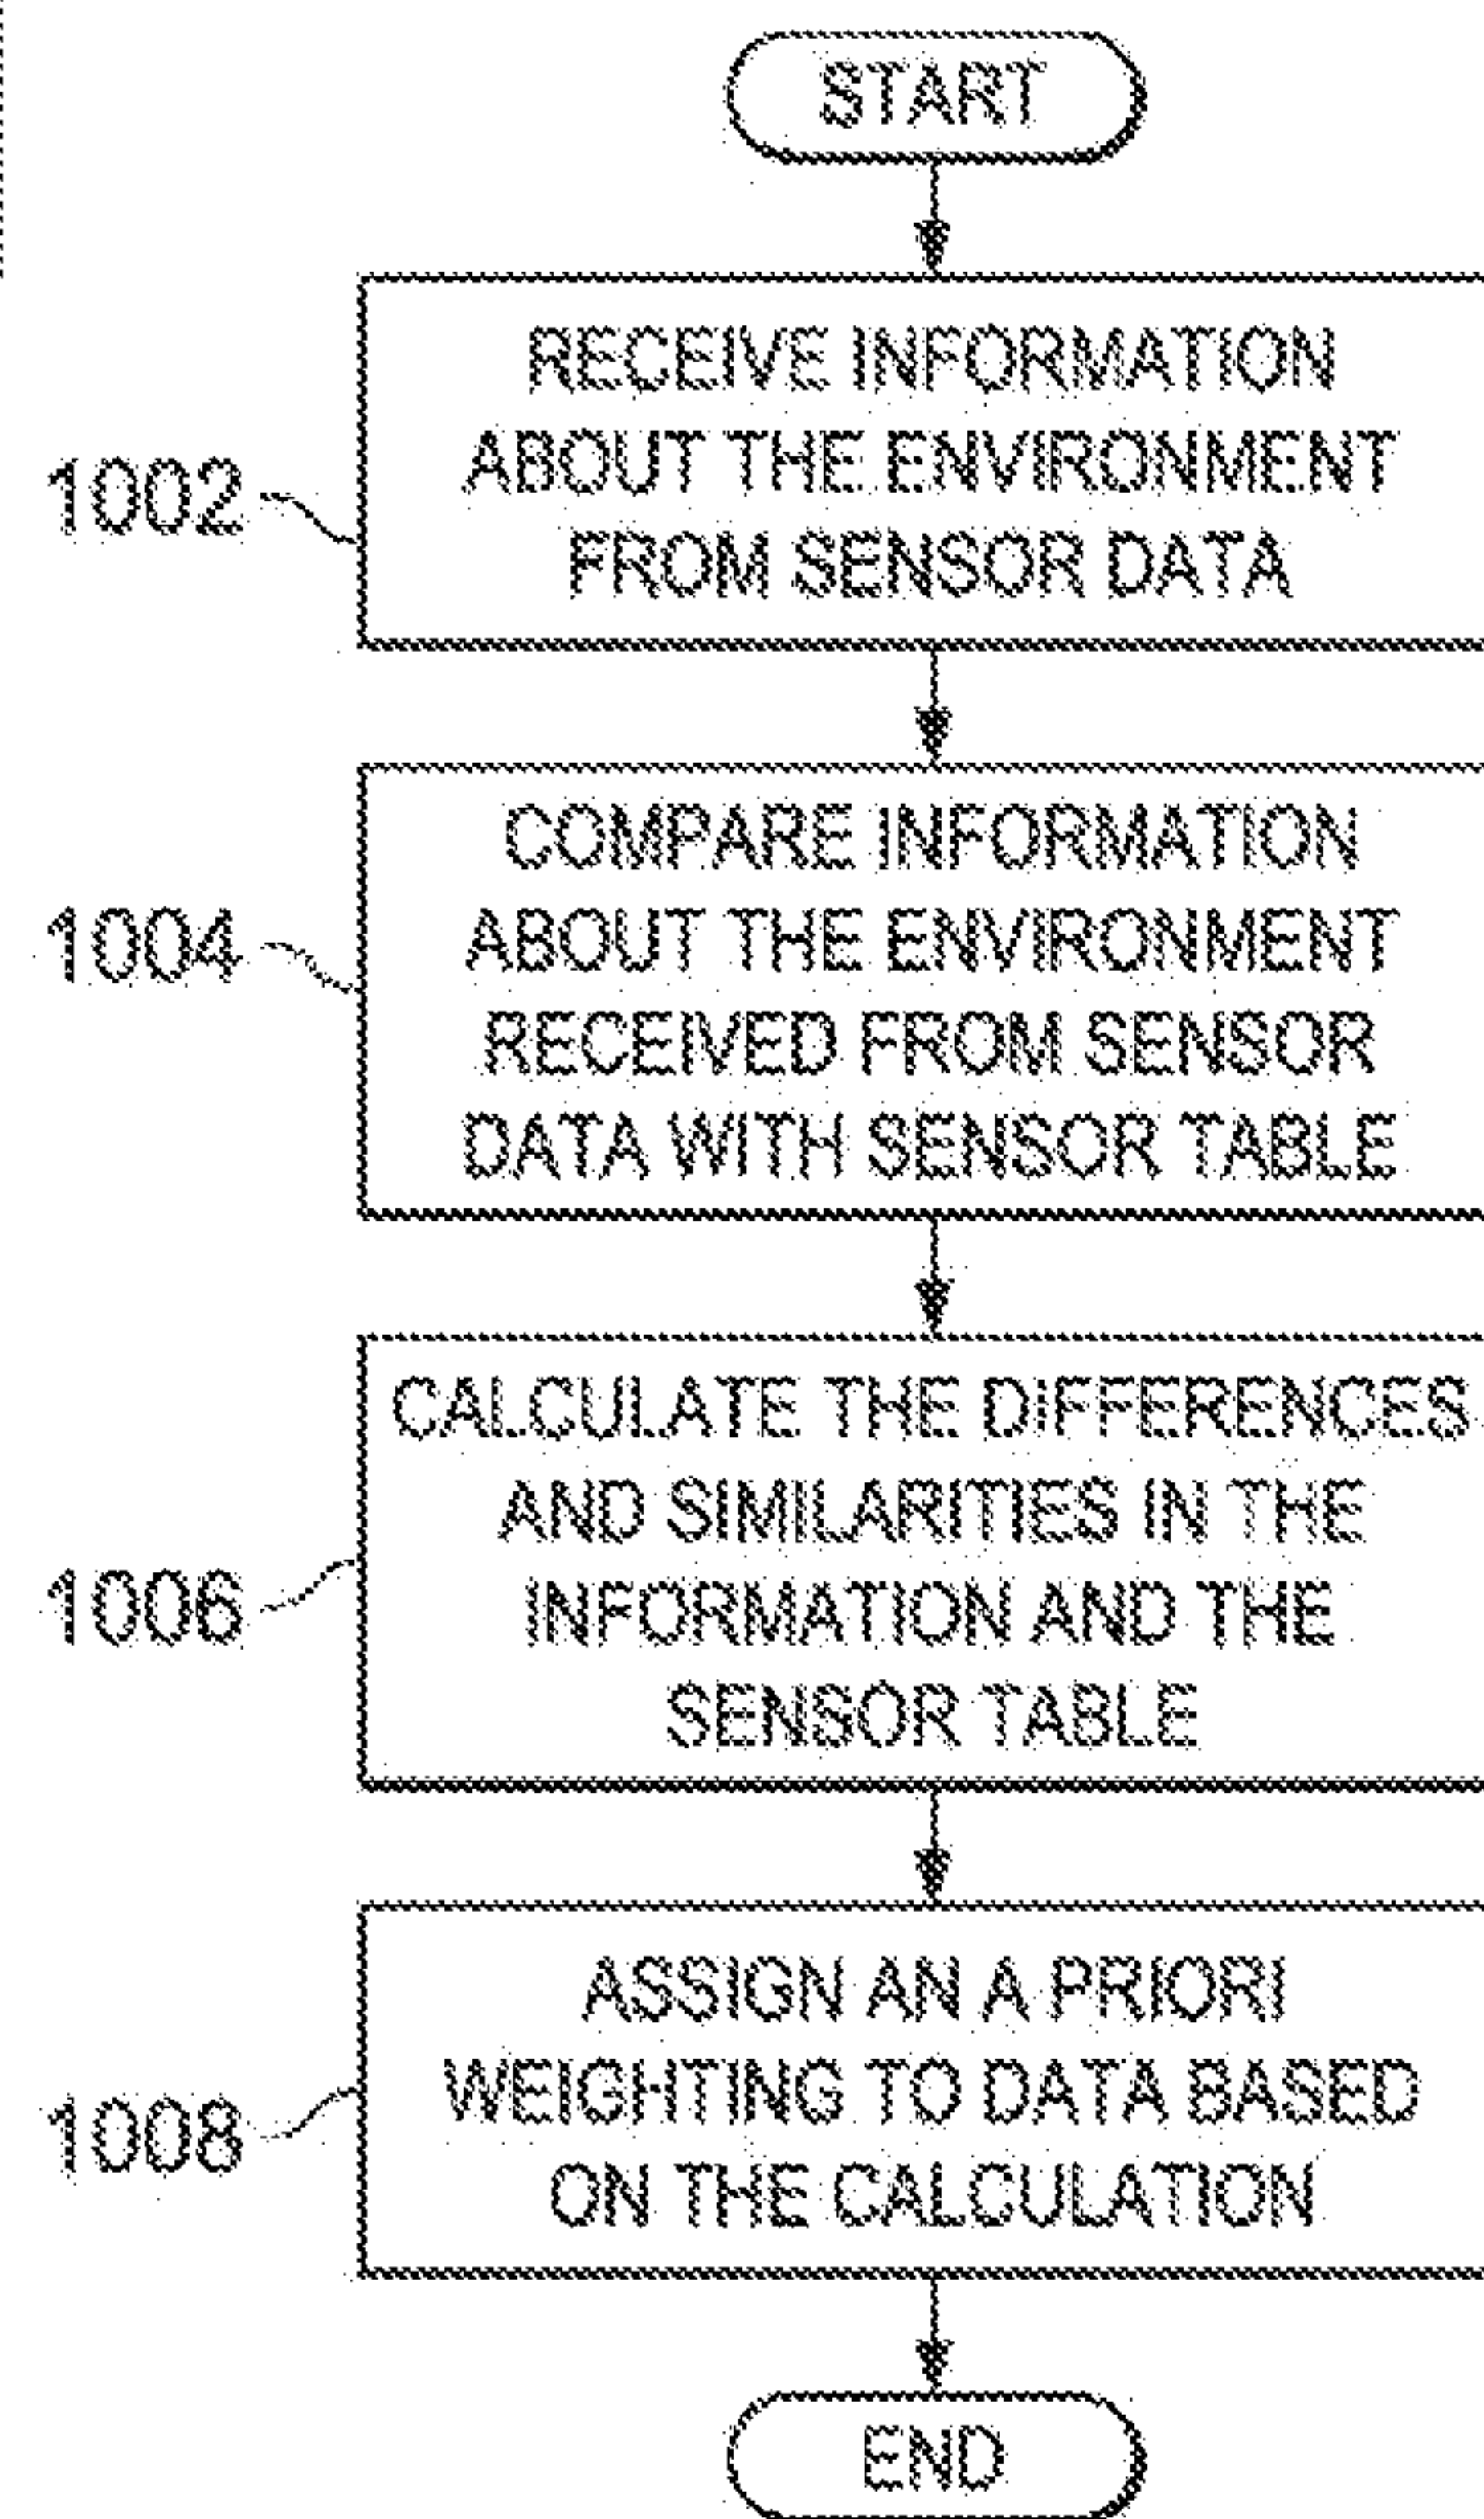 START
RECEIVE INFORMATION
ABOUT THE ENVIRONMENT
FROM SENSOR DATA
1002
COMPARE INFORMATION
ABOUT THE ENVIRONMENT
RECEIVED FROM SENSOR
DATA WITH SENSOR TABLE
1004
CALCULATE THE DIFFERENCES
AND SIMILARITIES IN THE
INFORMATION AND THE
SENSOR TABLE
1006
ASSIGN AN A PRIORI
WEIGHTING TO DATA BASED
ON THE CALCULATION
1008
END